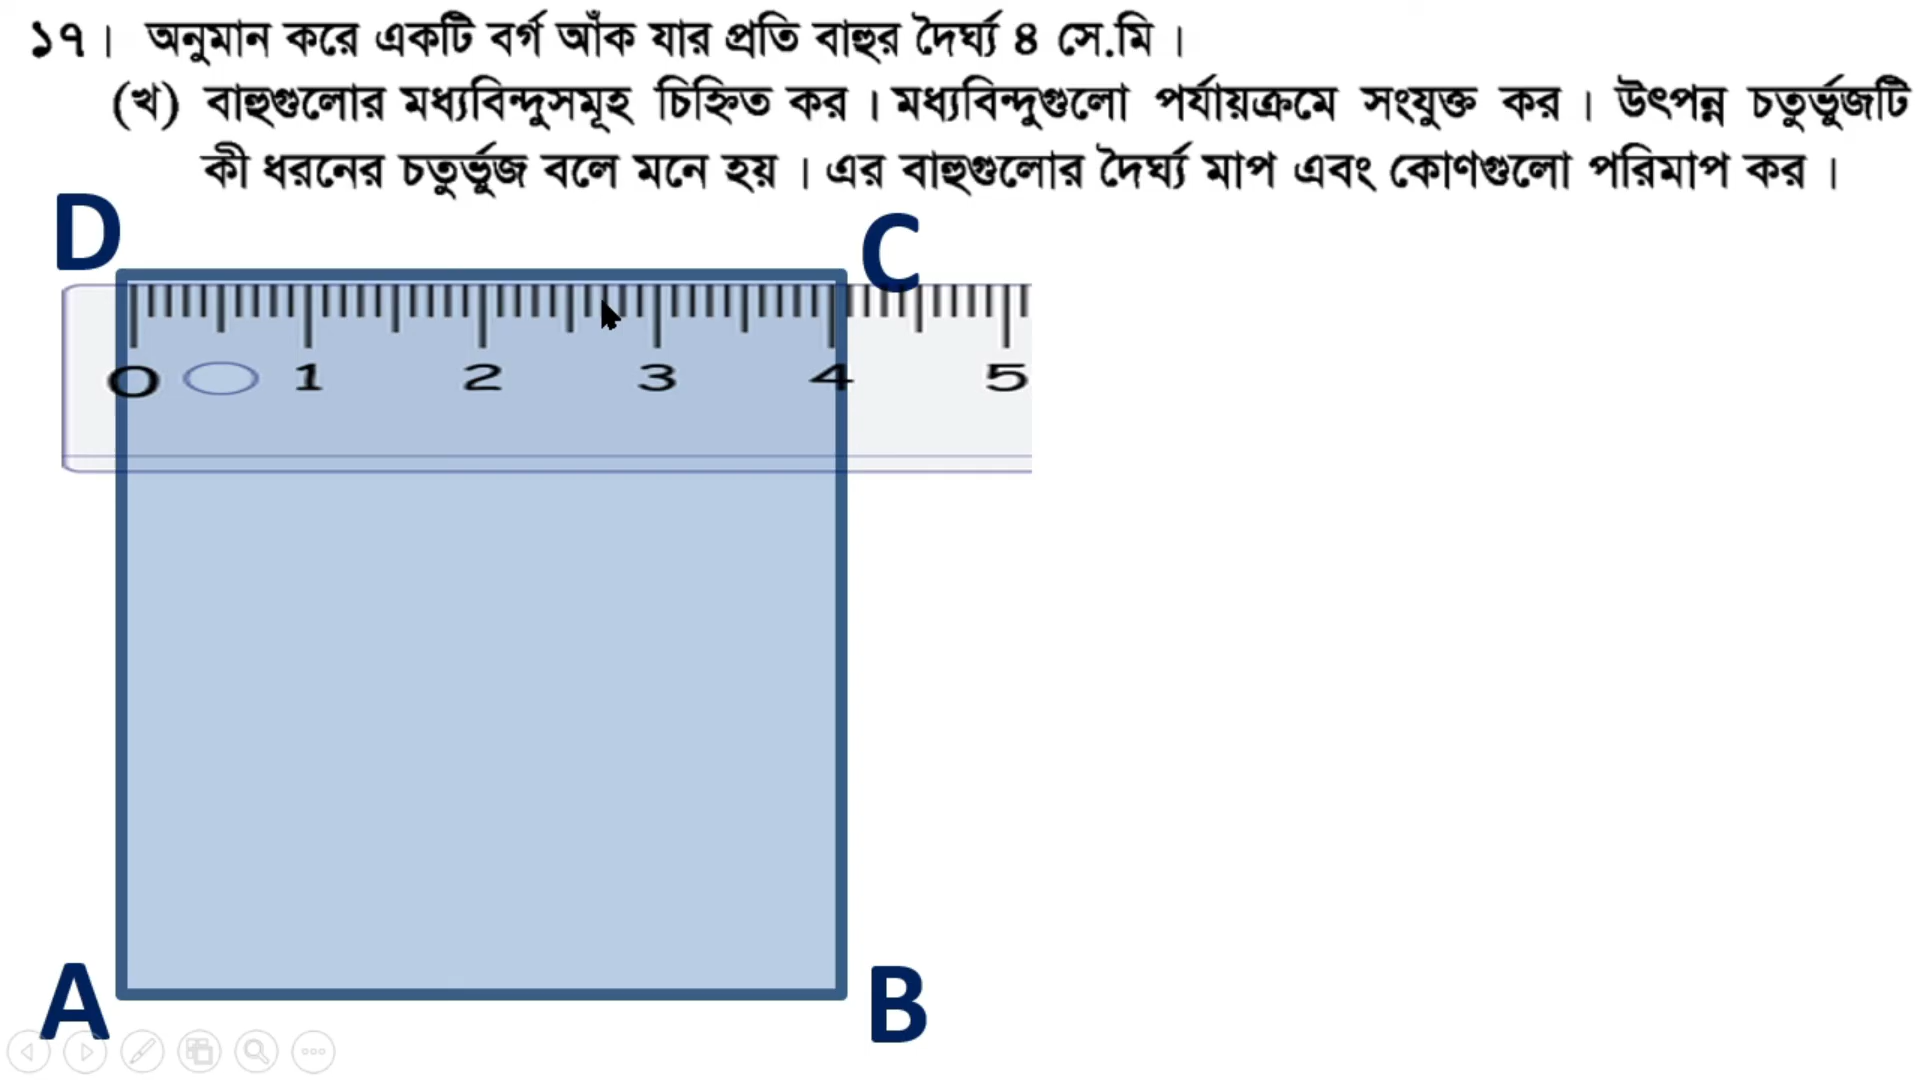 ১৭। অনুমান করে একটি বর্গ আঁক যার প্রতি বাহুর দৈর্ঘ্য ৪ সে.মি।
(খ) বাহুগুলোর মধ্যবিন্দুসমূহ চিহ্নিত কর। মধ্যবিন্দুগুলো পর্যায়ক্রমে সংযুক্ত কর। উৎপন্ন চতুর্ভুজটি
কী ধরনের চতুর্ভুজ বলে মনে হয়। এর বাহুগুলোর দৈর্ঘ্য মাপ এবং কোণগুলো পরিমাপ কর।
D C
0 1 2 3 4 5
A B